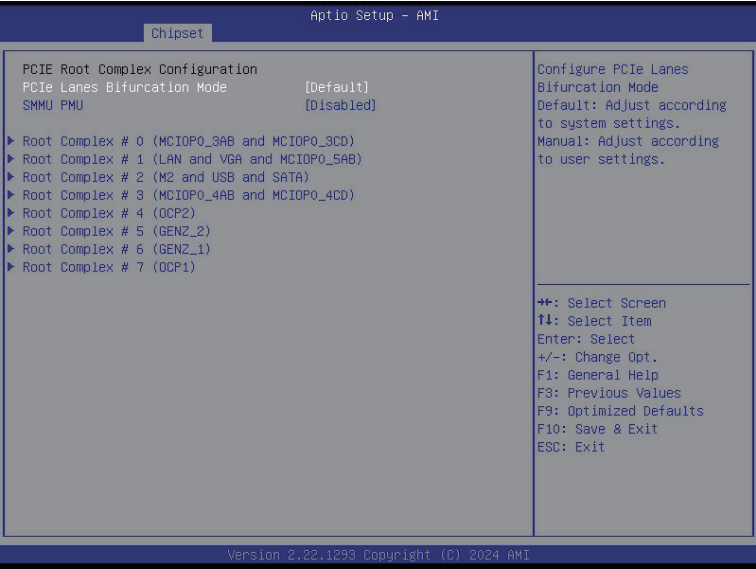 Aptio Setup – AMI
Chipset
PCIE Root Complex Configuration
PCIe Lanes Bifurcation Mode [Default]
SMMU PMU [Disabled]
▶ Root Complex # 0 (MCIOP0_3AB and MCIOP0_3CD)
▶ Root Complex # 1 (LAN and VGA and MCIOP0_5AB)
▶ Root Complex # 2 (M2 and USB and SATA)
▶ Root Complex # 3 (MCIOP0_4AB and MCIOP0_4CD)
▶ Root Complex # 4 (OCP2)
▶ Root Complex # 5 (GENZ_2)
▶ Root Complex # 6 (GENZ_1)
▶ Root Complex # 7 (OCP1)
Configure PCIe Lanes
Bifurcation Mode
Default: Adjust according
to system settings.
Manual: Adjust according
to user settings.
→←: Select Screen
↑↓: Select Item
Enter: Select
+/-: Change Opt.
F1: General Help
F3: Previous Values
F9: Optimized Defaults
F10: Save & Exit
ESC: Exit
Version 2.22.1293 Copyright (C) 2024 AMI